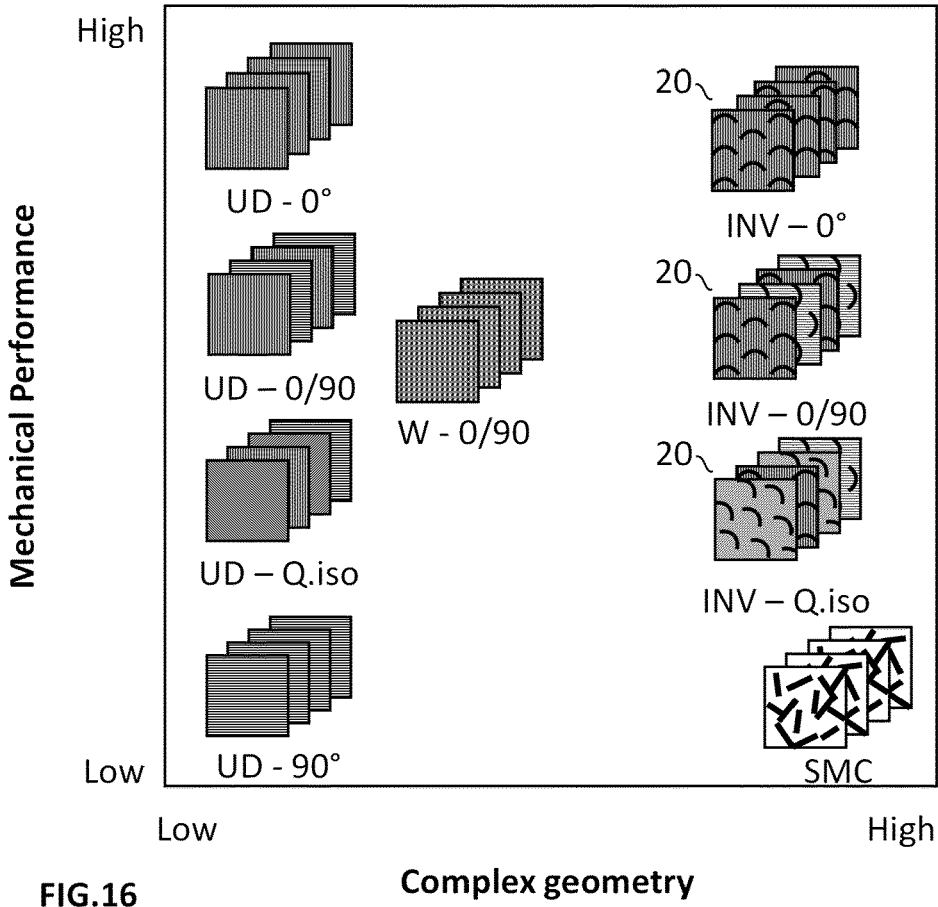 High
Mechanical Performance
UD - 0°
20
INV – 0°
UD – 0/90
W - 0/90
20
INV – 0/90
UD – Q.iso
20
INV – Q.iso
UD - 90°
SMC
Low
Low
High
Complex geometry
FIG.16